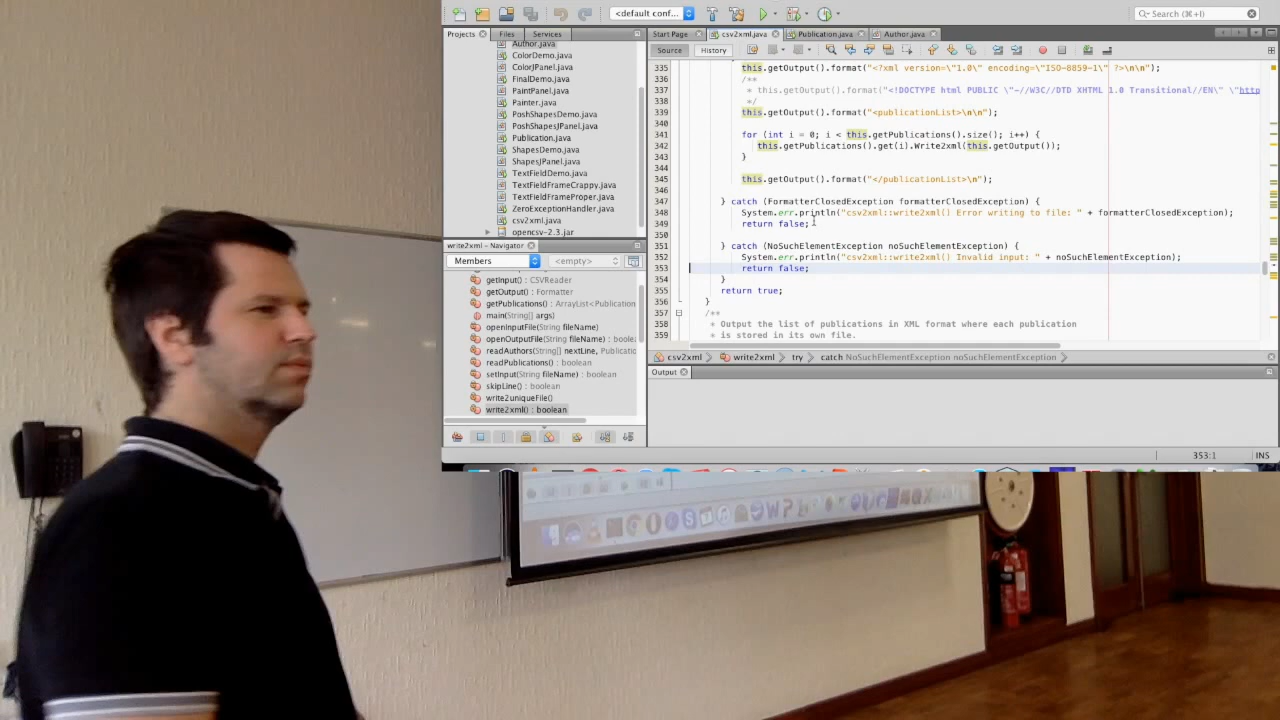 <default conf...
Search (⌘+I)
Projects
Files
Services
Start Page
csv2xml.java
Publication.java
Author.java
Source
History
Author.java
ColorDemo.java
ColorJPanel.java
FinalDemo.java
PaintPanel.java
Painter.java
PoshShapesDemo.java
PoshShapesJPanel.java
Publication.java
ShapesDemo.java
ShapesJPanel.java
TextFieldDemo.java
TextFieldFrameCrappy.java
TextFieldFrameProper.java
ZeroExceptionHandler.java
csv2xml.java
opencsv-2.3.jar
335 this.getOutput().format("<?xml version=\"1.0\" encoding=\"ISO-8859-1\" ?>\n\n");
336 /**
337 * this.getOutput().format("<!DOCTYPE html PUBLIC \"-//W3C//DTD XHTML 1.0 Transitional//EN\" \"http
338 */
339 this.getOutput().format("<publicationList>\n\n");
340
341 for (int i = 0; i < this.getPublications().size(); i++) {
342 this.getPublications().get(i).Write2xml(this.getOutput());
343 }
344
345 this.getOutput().format("</publicationList>\n");
346
347 } catch (FormatterClosedException formatterClosedException) {
348 System.err.println("csv2xml::write2xml() Error writing to file: " + formatterClosedException);
349 return false;
350
351 } catch (NoSuchElementException noSuchElementException) {
352 System.err.println("csv2xml::write2xml() Invalid input: " + noSuchElementException);
353 return false;
354 }
355 return true;
356 }
357 /**
358 * Output the list of publications in XML format where each publication
359 * is stored in its own file.
write2xml - Navigator
Members
<empty>
getInput() : CSVReader
getOutput() : Formatter
getPublications() : ArrayList<Publication
main(String[] args)
openInputFile(String fileName)
openOutputFile(String fileName)
readAuthors(String[] nextLine, Publicatio
readPublications() : boolean
setInput(String fileName) : boolean
skipLine() : boolean
write2uniqueFile()
write2xml() : boolean
csv2xml
write2xml
try
catch NoSuchElementException noSuchElementException
Output
353:1
INS